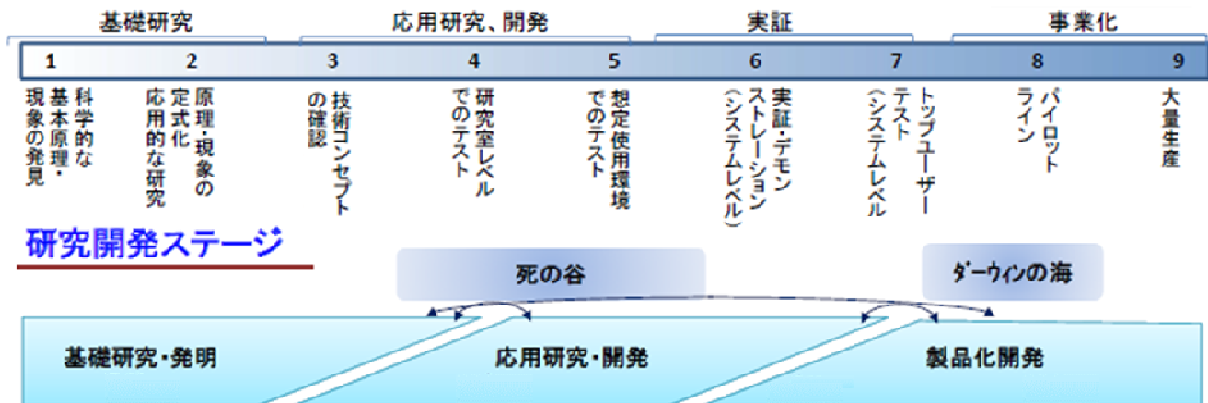 基礎研究
応用研究、開発
実証
事業化
1
2
3
4
5
6
7
8
9
科学的な
基本原理・
現象の発見
原理・現象の
定式化
応用的な研究
技術コンセプト
の確認
研究室レベル
でのテスト
想定使用環境
でのテスト
実証・デモン
ストレーション
（システムレベル）
トップユーザー
テスト
（システムレベル
パイロット
ライン
大量生産
研究開発ステージ
死の谷
ダーウィンの海
基礎研究・発明
応用研究・開発
製品化開発